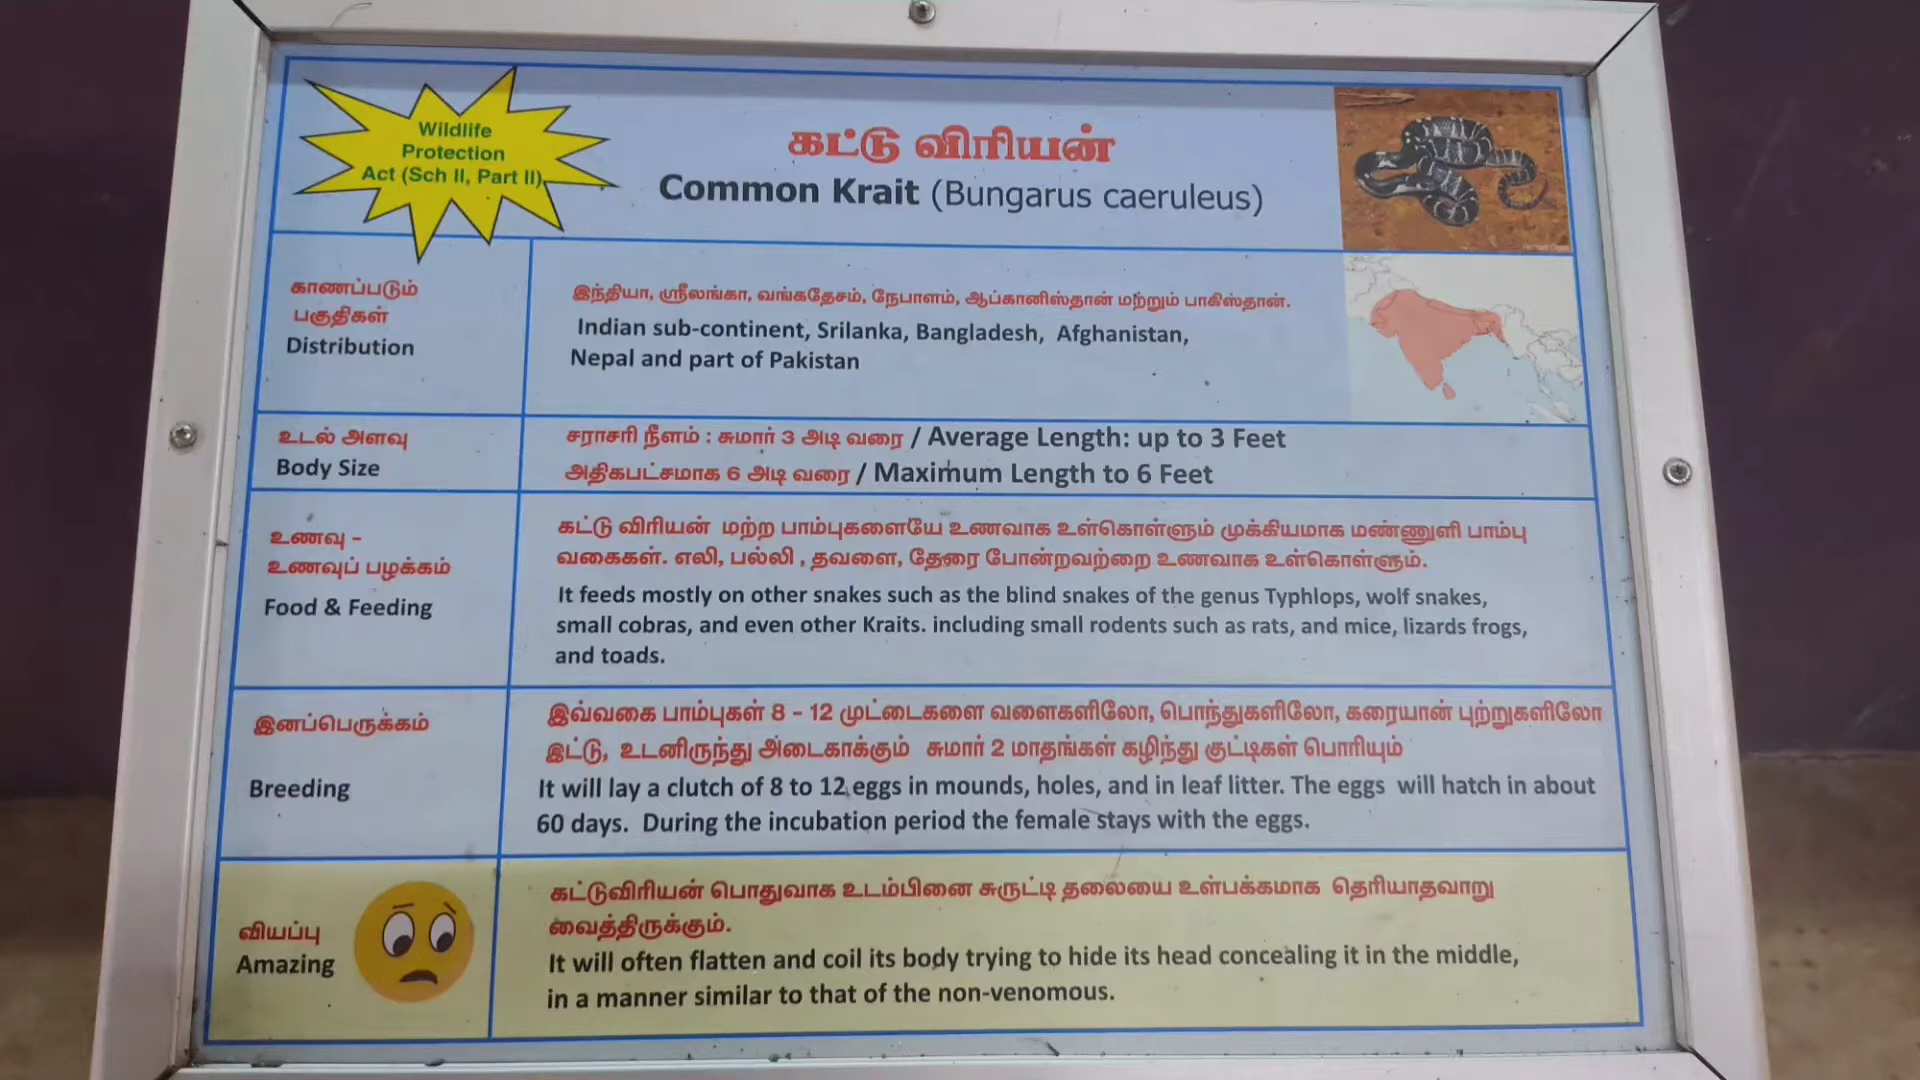 Wildlife
Protection
Act (Sch II, Part II)
கட்டு விரியன்
Common Krait (Bungarus caeruleus)
காணப்படும்
பகுதிகள்
Distribution
இந்தியா, ஸ்ரீலங்கா, வங்கதேசம், நேபாளம், ஆப்கானிஸ்தான் மற்றும் பாகிஸ்தான்.
Indian sub-continent, Srilanka, Bangladesh, Afghanistan,
Nepal and part of Pakistan
உடல் அளவு
Body Size
சராசரி நீளம் : சுமார் 3 அடி வரை / Average Length: up to 3 Feet
அதிகபட்சமாக 6 அடி வரை / Maximum Length to 6 Feet
உணவு -
உணவுப் பழக்கம்
Food & Feeding
கட்டு விரியன் மற்ற பாம்புகளையே உணவாக உள்கொள்ளும் முக்கியமாக மண்ணுளி பாம்பு
வகைகள். எலி, பல்லி , தவளை, தேரை போன்றவற்றை உணவாக உள்கொள்ளும்.
It feeds mostly on other snakes such as the blind snakes of the genus Typhlops, wolf snakes,
small cobras, and even other Kraits. including small rodents such as rats, and mice, lizards frogs,
and toads.
இனப்பெருக்கம்
Breeding
இவ்வகை பாம்புகள் 8 - 12 முட்டைகளை வளைகளிலோ, பொந்துகளிலோ, கரையான் புற்றுகளிலோ
இட்டு, உடனிருந்து அடைகாக்கும் சுமார் 2 மாதங்கள் கழிந்து குட்டிகள் பொரியும்
It will lay a clutch of 8 to 12 eggs in mounds, holes, and in leaf litter. The eggs will hatch in about
60 days. During the incubation period the female stays with the eggs.
வியப்பு
Amazing
கட்டுவிரியன் பொதுவாக உடம்பினை சுருட்டி தலையை உள்பக்கமாக தெரியாதவாறு
வைத்திருக்கும்.
It will often flatten and coil its body trying to hide its head concealing it in the middle,
in a manner similar to that of the non-venomous.